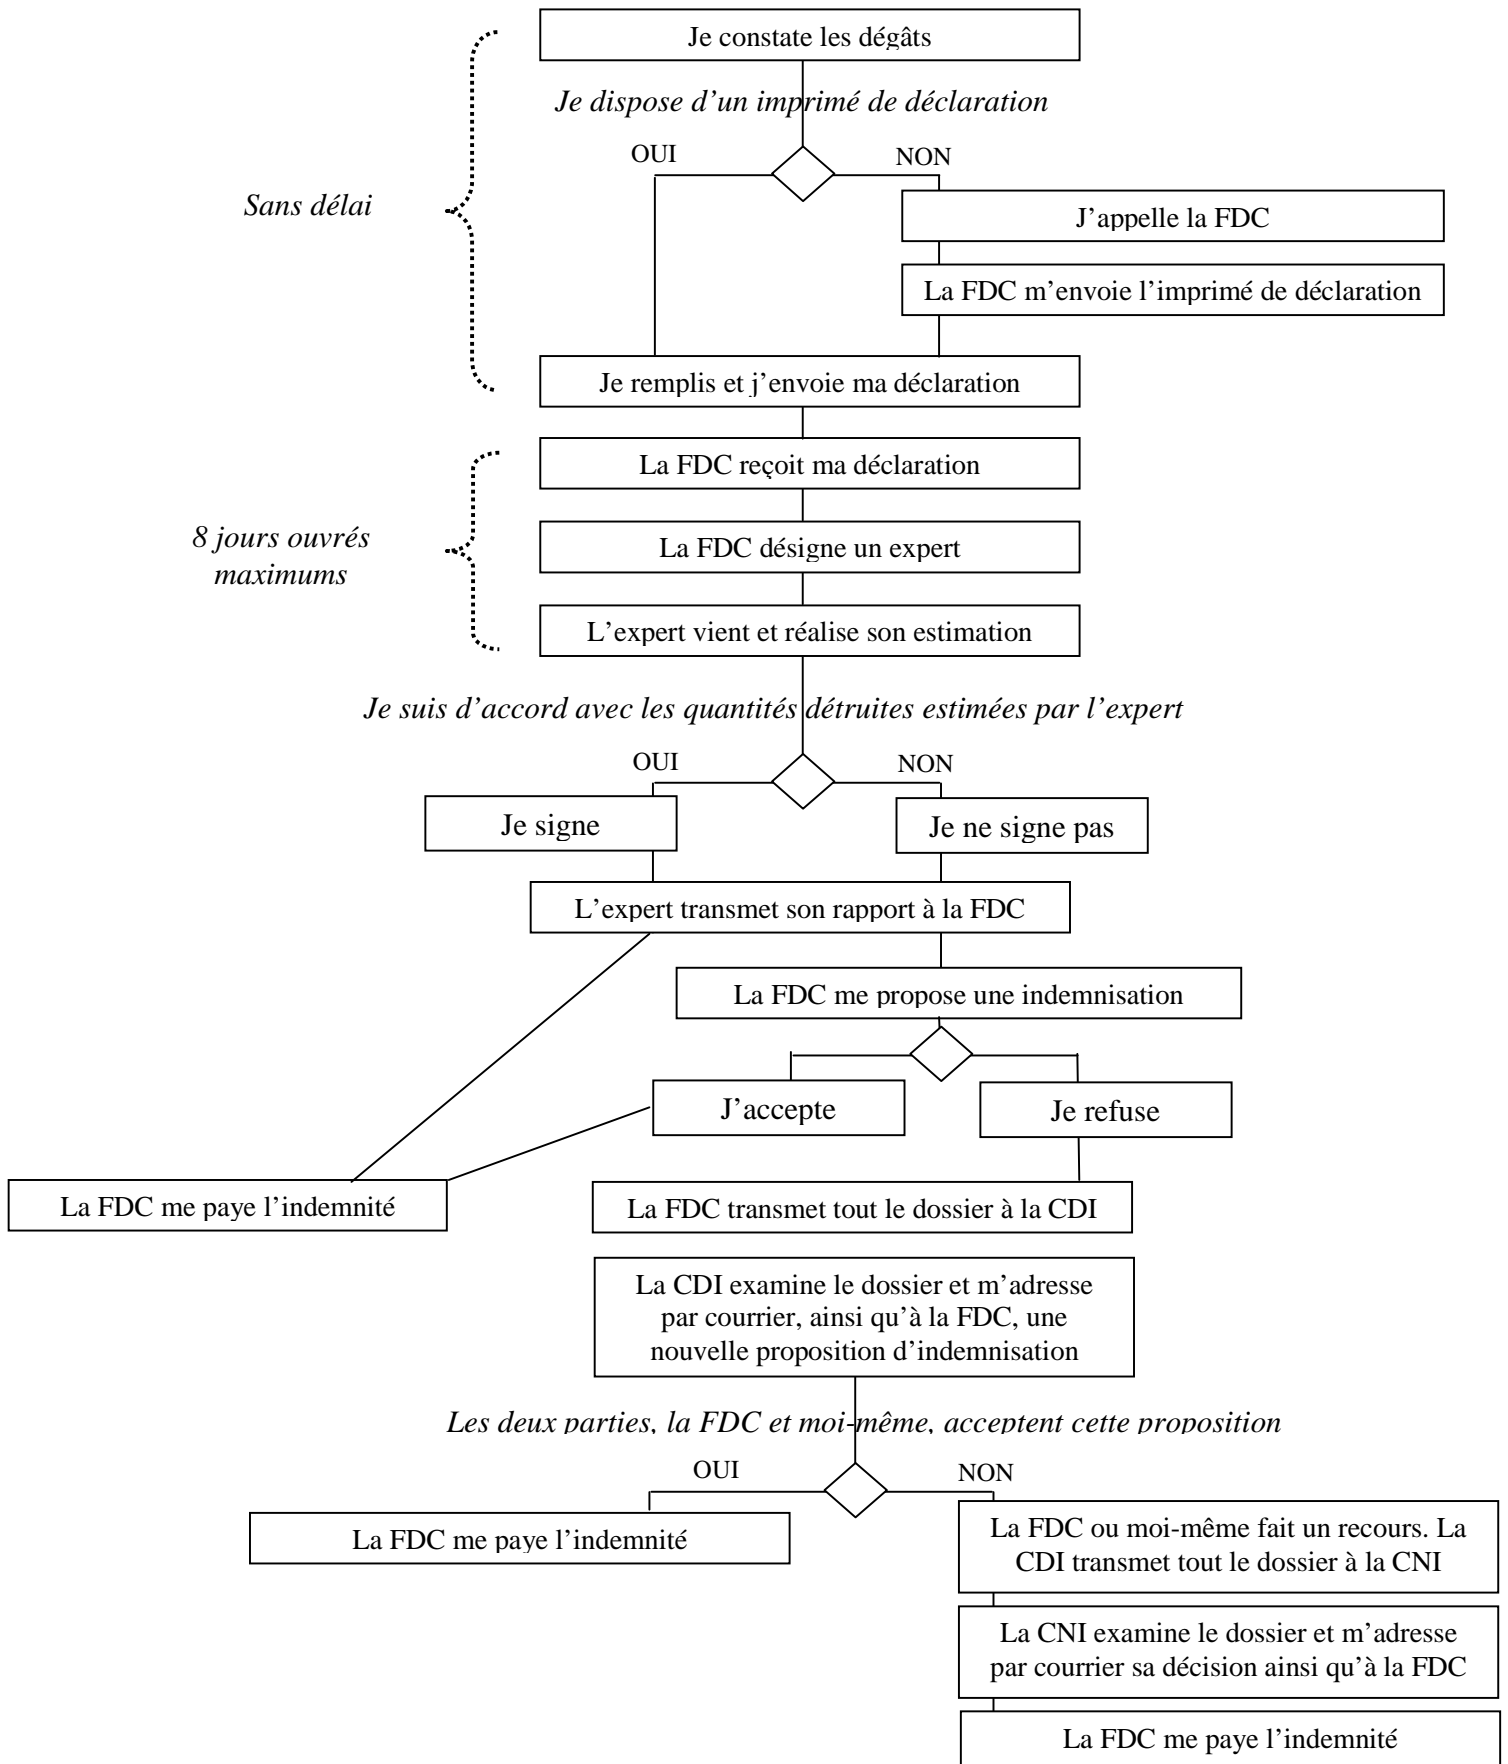 Je constate les dégâts
Je dispose d’un imprimé de déclaration
OUI
NON
Sans délai
J’appelle la FDC
La FDC m’envoie l’imprimé de déclaration
Je remplis et j’envoie ma déclaration
La FDC reçoit ma déclaration
8 jours ouvrés
maximums
La FDC désigne un expert
L’expert vient et réalise son estimation
Je suis d’accord avec les quantités détruites estimées par l’expert
OUI
NON
Je signe
Je ne signe pas
L’expert transmet son rapport à la FDC
La FDC me propose une indemnisation
J’accepte
Je refuse
La FDC me paye l’indemnité
La FDC transmet tout le dossier à la CDI
La CDI examine le dossier et m’adresse
par courrier, ainsi qu’à la FDC, une
nouvelle proposition d’indemnisation
Les deux parties, la FDC et moi-même, acceptent cette proposition
OUI
NON
La FDC me paye l’indemnité
La FDC ou moi-même fait un recours. La
CDI transmet tout le dossier à la CNI
La CNI examine le dossier et m’adresse
par courrier sa décision ainsi qu’à la FDC
La FDC me paye l’indemnité